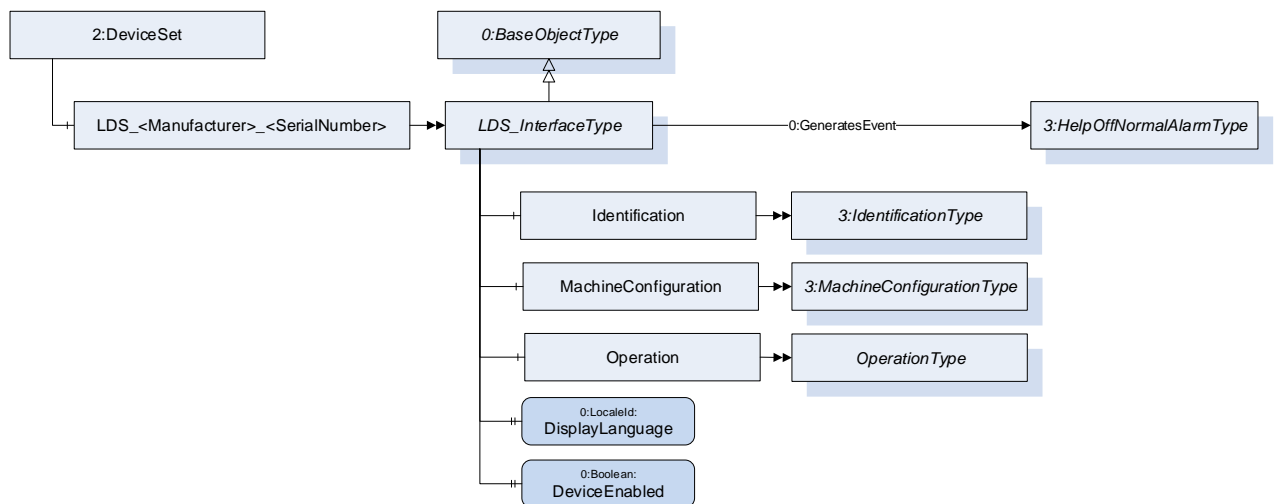 2:DeviceSet
0:BaseObjectType
LDS_<Manufacturer>_<SerialNumber>
LDS_InterfaceType
0:GeneratesEvent
3:HelpOffNormalAlarmType
Identification
3:IdentificationType
MachineConfiguration
3:MachineConfigurationType
Operation
OperationType
0:LocaleId:
DisplayLanguage
0:Boolean:
DeviceEnabled